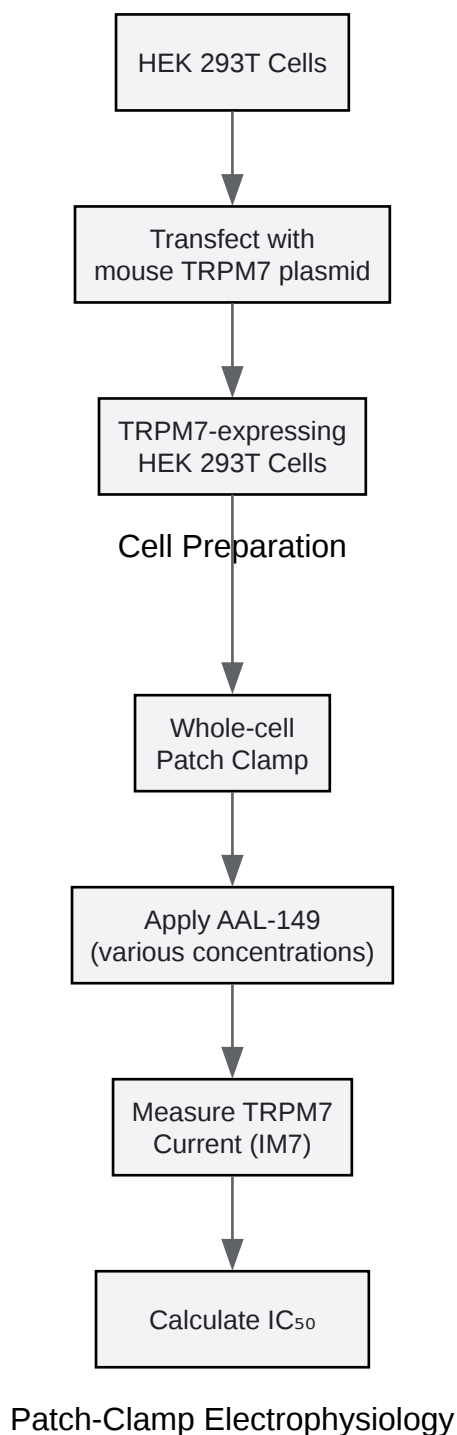 HEK 293T Cells
Transfect with
mouse TRPM7 plasmid
TRPM7-expressing
HEK 293T Cells
Cell Preparation
Whole-cell
Patch Clamp
Apply AAL-149
(various concentrations)
Measure TRPM7
Current (IM7)
Calculate IC₅₀
Patch-Clamp Electrophysiology